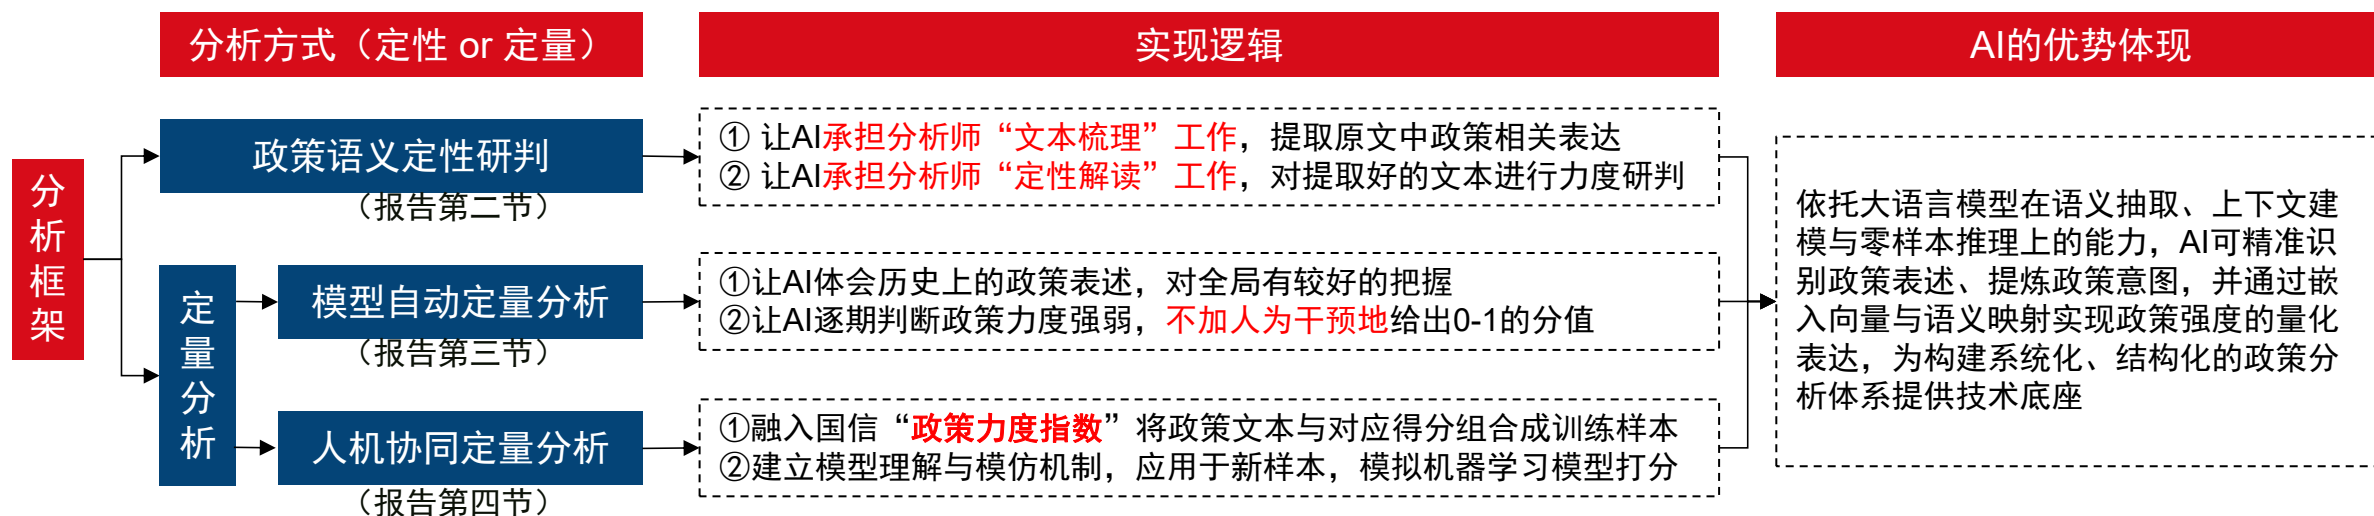 分析方式（定性 or 定量）
实现逻辑
AI的优势体现
分析框架
政策语义定性研判
（报告第二节）
① 让AI承担分析师“文本梳理”工作，提取原文中政策相关表达
② 让AI承担分析师“定性解读”工作，对提取好的文本进行力度研判
定量分析
模型自动定量分析
（报告第三节）
①让AI体会历史上的政策表述，对全局有较好的把握
②让AI逐期判断政策力度强弱，不加人为干预地给出0-1的分值
人机协同定量分析
（报告第四节）
①融入国信“政策力度指数”将政策文本与对应得分组合成训练样本
②建立模型理解与模仿机制，应用于新样本，模拟机器学习模型打分
依托大语言模型在语义抽取、上下文建
模与零样本推理上的能力，AI可精准识
别政策表述、提炼政策意图，并通过嵌
入向量与语义映射实现政策强度的量化
表达，为构建系统化、结构化的政策分
析体系提供技术底座